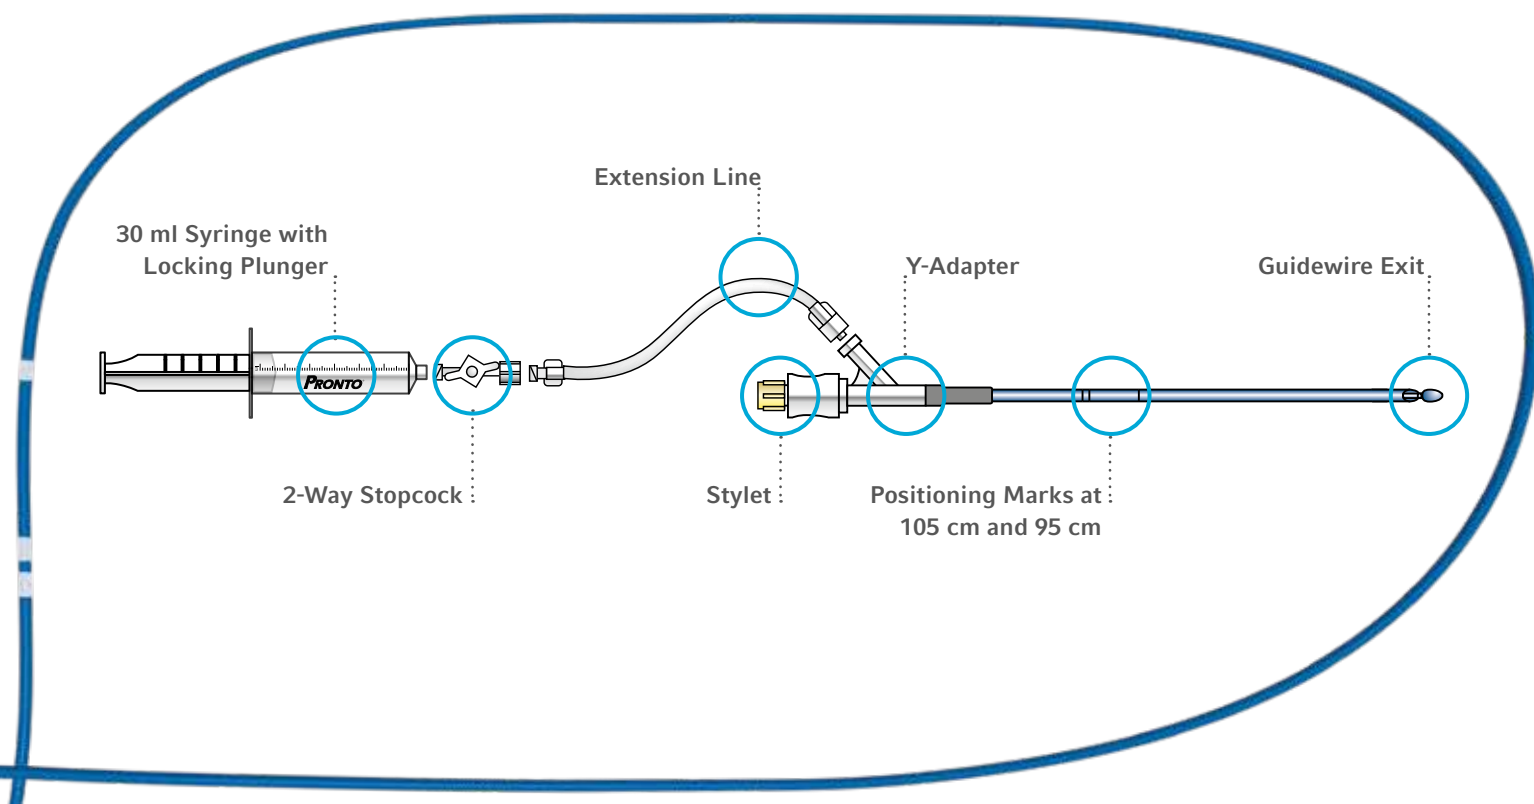 Extension Line
30 ml Syringe with
Locking Plunger
Y-Adapter
Guidewire Exit
PRONTO
2-Way Stopcock
Stylet
Positioning Marks at
105 cm and 95 cm